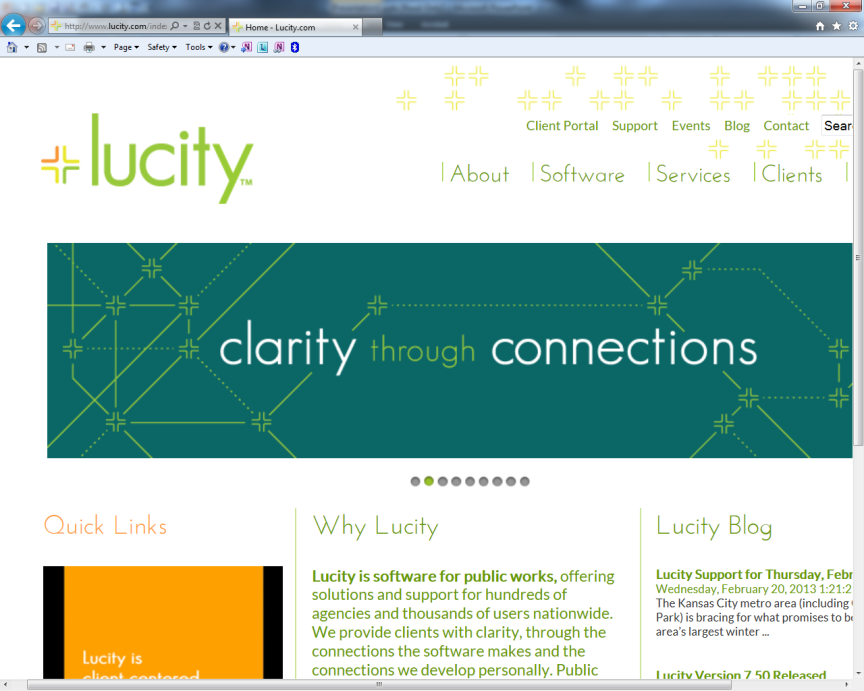 http://www.lucity.com/inde
Home - Lucity.com
Page
Safety
Tools
Client Portal Support Events Blog Contact Sear
lucity™
About Software Services Clients
clarity through connections
Quick Links
Why Lucity
Lucity Blog
Lucity is
client centered
Lucity is software for public works, offering
solutions and support for hundreds of
agencies and thousands of users nationwide.
We provide clients with clarity, through the
connections the software makes and the
connections we develop personally. Public
Lucity Support for Thursday, Febr
Wednesday, February 20, 2013 1:21:2
The Kansas City metro area (including
Park) is bracing for what promises to be
area's largest winter ...
Lucity Version 7.50 Released